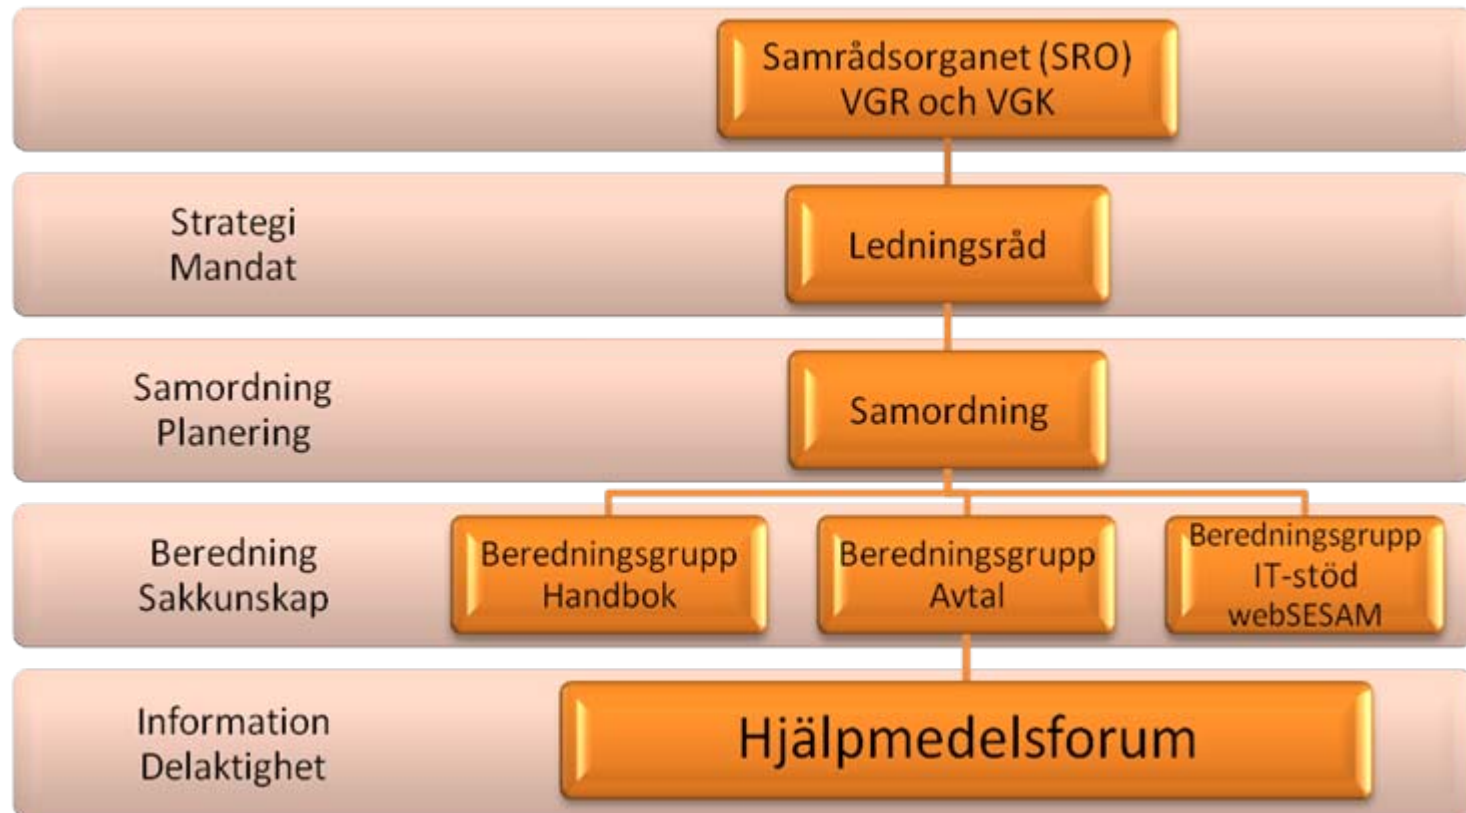 Samrådsorganet (SRO)
VGR och VGK
Strategi
Mandat
Ledningsråd
Samordning
Planering
Samordning
Beredning
Sakkunskap
Beredningsgrupp
Handbok
Beredningsgrupp
Avtal
Beredningsgrupp
IT-stöd
webSESAM
Information
Delaktighet
Hjälpmedelsforum